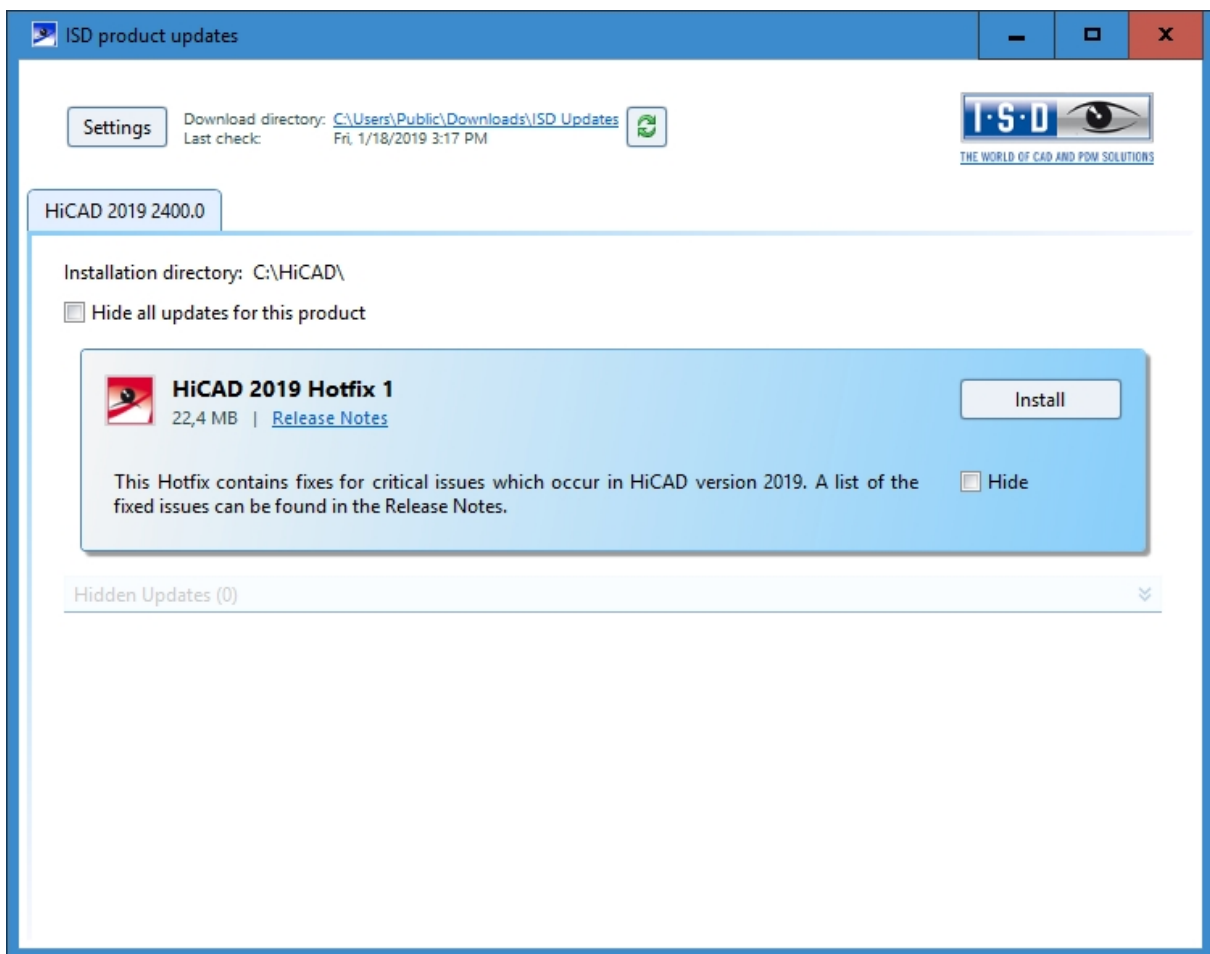 ISD product updates
Settings
Download directory: C:\Users\Public\Downloads\ISD Updates
Last check: Fri, 1/18/2019 3:17 PM
I·S·D
THE WORLD OF CAD AND PDM SOLUTIONS
HiCAD 2019 2400.0
Installation directory: C:\HiCAD\
Hide all updates for this product
HiCAD 2019 Hotfix 1
22,4 MB | Release Notes
Install
This Hotfix contains fixes for critical issues which occur in HiCAD version 2019. A list of the
fixed issues can be found in the Release Notes.
Hide
Hidden Updates (0)